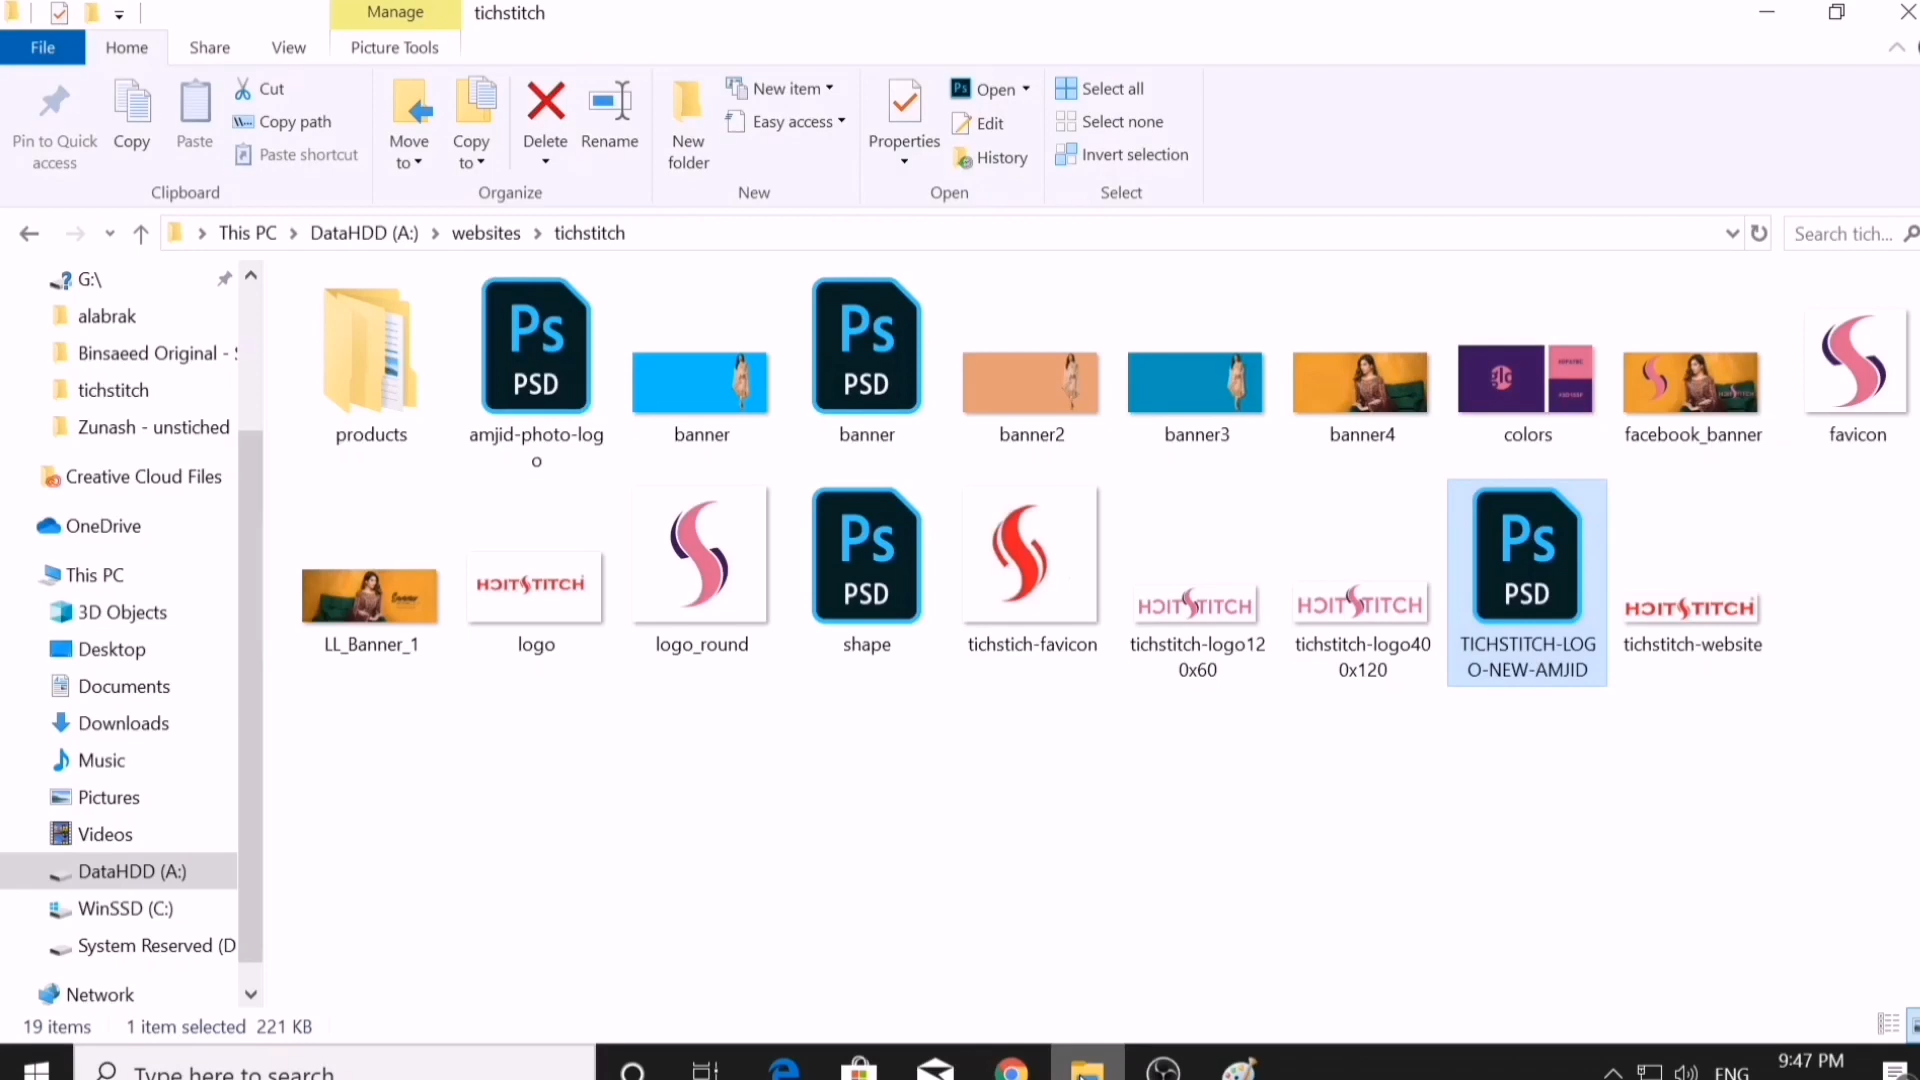 Manage tichstitch
File Home Share View Picture Tools
Cut
New item
Open
Select all
Copy path
Easy access
Edit
Select none
Pin to Quick
access
Copy
Paste
Paste shortcut
Move
to
Copy
to
Delete
Rename
New
folder
Properties
History
Invert selection
Clipboard Organize New Open Select
This PC DataHDD (A:) websites tichstitch
Search tich...
G:\
alabrak
Binsaeed Original -
tichstitch
Zunash - unstiched
Creative Cloud Files
OneDrive
This PC
3D Objects
Desktop
Documents
Downloads
Music
Pictures
Videos
DataHDD (A:)
WinSSD (C:)
System Reserved (D
Network
Ps
PSD
Ps
PSD
products
amjid-photo-log
o
banner
banner
banner2
banner3
banner4
colors
facebook_banner
favicon
Ps
PSD
Ps
PSD
LL_Banner_1
logo
logo_round
shape
tichstich-favicon
tichstitch-logo12
0x60
tichstitch-logo40
0x120
TICHSTITCH-LOG
O-NEW-AMJID
tichstitch-website
19 items 1 item selected 221 KB
Type here to search
ENG
9:47 PM